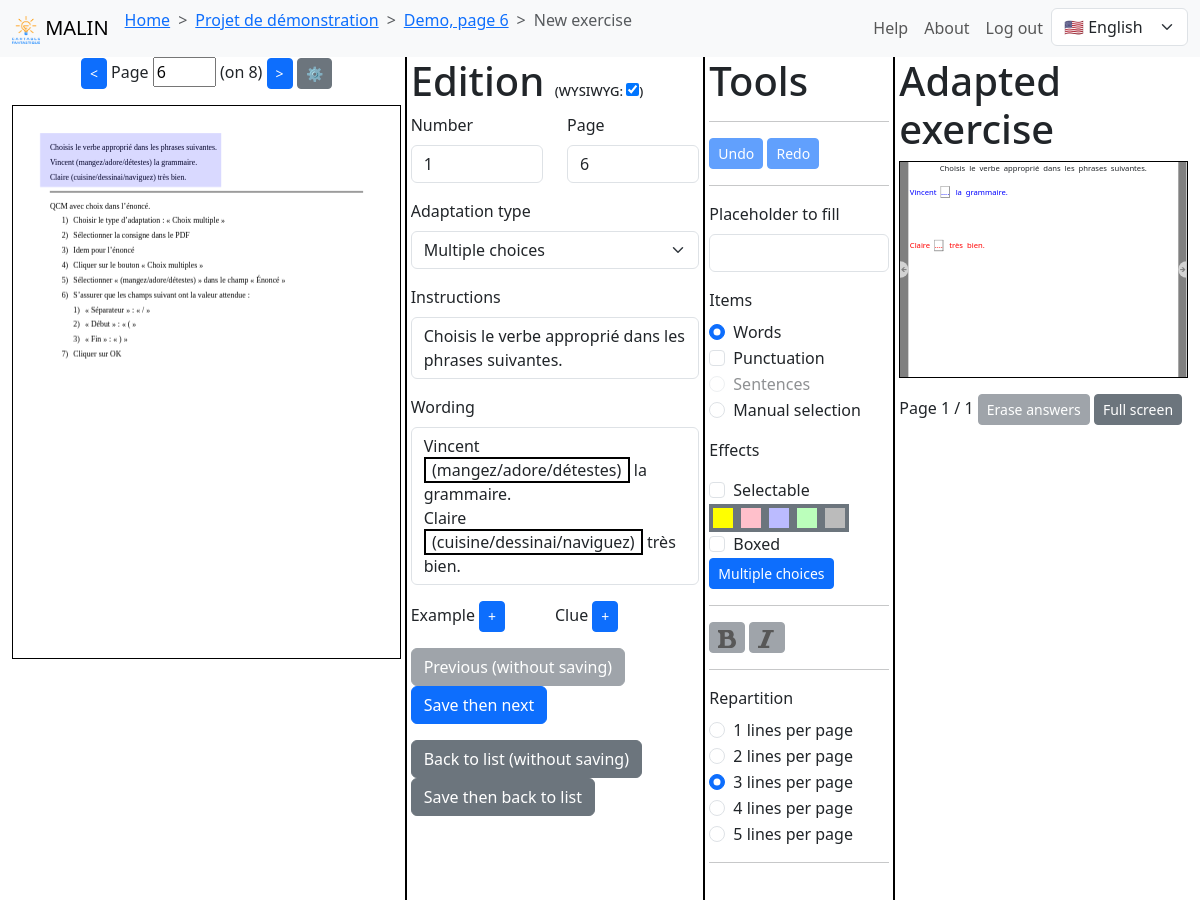 MALIN
Home > Projet de démonstration > Demo, page 6 > New exercise
Help About Log out English
< Page 6 (on 8) >
Choisis le verbe approprié dans les phrases suivantes.
Vincent (mangez/adore/détestes) la grammaire.
Claire (cuisine/dessinai/naviguez) très bien.
QCM avec choix dans l'énoncé.
1) Choisir le type d'adaptation : « Choix multiple »
2) Sélectionner la consigne dans le PDF
3) Idem pour l'énoncé
4) Cliquer sur le bouton « Choix multiples »
5) Sélectionner « (mangez/adore/détestes) » dans le champ « Énoncé »
6) S'assurer que les champs suivant ont la valeur attendue :
1) « Séparateur » : « / »
2) « Début » : « ( »
3) « Fin » : « ) »
7) Cliquer sur OK
Edition (WYSIWYG: )
Number Page
1 6
Adaptation type
Multiple choices
Instructions
Choisis le verbe approprié dans les
phrases suivantes.
Wording
Vincent
(mangez/adore/détestes) la
grammaire.
Claire
(cuisine/dessinai/naviguez) très
bien.
Example + Clue +
Previous (without saving)
Save then next
Back to list (without saving)
Save then back to list
Tools
Undo Redo
Placeholder to fill
Items
Words
Punctuation
Sentences
Manual selection
Effects
Selectable
Boxed
Multiple choices
B I
Repartition
1 lines per page
2 lines per page
3 lines per page
4 lines per page
5 lines per page
Adapted
exercise
Choisis le verbe approprié dans les phrases suivantes.
Vincent .... la grammaire.
Claire .... très bien.
Page 1 / 1 Erase answers Full screen